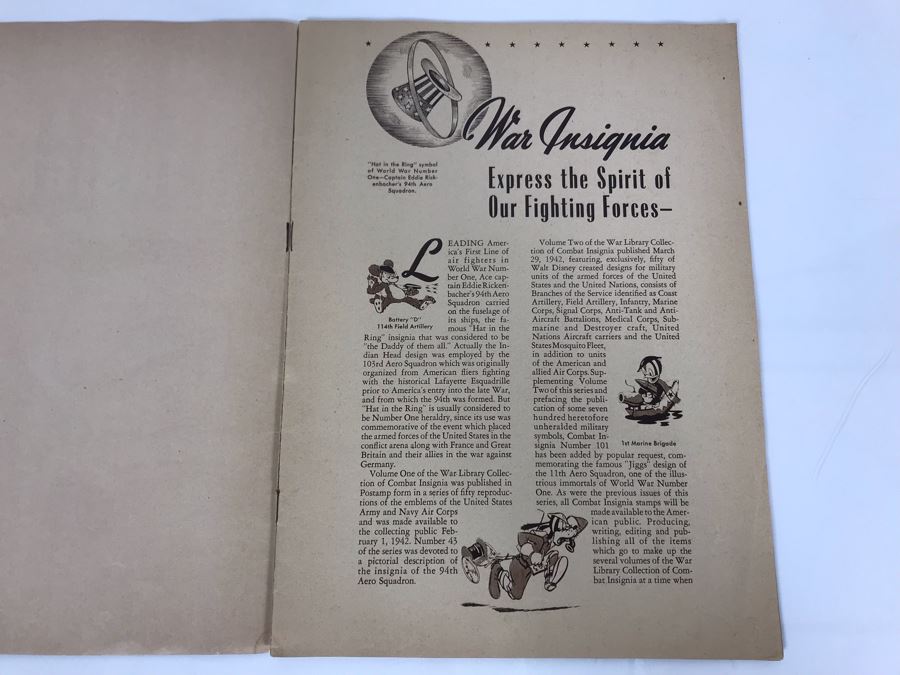 War Insignia
"Hat in the Ring" symbol
of World War Number
One—Captain Eddie Rick-
enbacher's 94th Aero
Squadron.
Express the Spirit of
Our Fighting Forces—
LEADING Amer-
ica's First Line of
air fighters in
World War Num-
ber One, Ace cap-
tain Eddie Ricken-
bacher's 94th Aero
Squadron carried
on the fuselage of
its ships, the fa-
mous "Hat in the
Battery "D"
114th Field Artillery
Ring" insignia that was considered to be
"the Daddy of them all." Actually the In-
dian Head design was employed by the
103rd Aero Squadron which was originally
organized from American fliers fighting
with the historical Lafayette Esquadrille
prior to America's entry into the late War,
and from which the 94th was formed. But
"Hat in the Ring" is usually considered to
be Number One heraldry, since its use was
commemorative of the event which placed
the armed forces of the United States in the
conflict arena along with France and Great
Britain and their allies in the war against
Germany.
Volume One of the War Library Collec-
tion of Combat Insignia was published in
Postamp form in a series of fifty reproduc-
tions of the emblems of the United States
Army and Navy Air Corps
and was made available to
the collecting public Feb-
ruary 1, 1942. Number 43
of the series was devoted to
a pictorial description of
the insignia of the 94th
Aero Squadron.
Volume Two of the War Library Collec-
tion of Combat Insignia published March
29, 1942, featuring, exclusively, fifty of
Walt Disney created designs for military
units of the armed forces of the United
States and the United Nations, consists of
Branches of the Service identified as Coast
Artillery, Field Artillery, Infantry, Marine
Corps, Signal Corps, Anti-Tank and Anti-
Aircraft Battalions, Medical Corps, Sub-
marine and Destroyer craft, United
Nations Aircraft carriers and the United
States Mosquito Fleet,
in addition to units
of the American and
allied Air Corps. Sup-
plementing Volume
Two of this series and
prefacing the publi-
cation of some seven
hundred heretofore
unheralded military
symbols, Combat In-
signia Number 101
1st Marine Brigade
has been added by popular request, com-
memorating the famous "Jiggs" design of
the 11th Aero Squadron, one of the illus-
trious immortals of World War Number
One. As were the previous issues of this
series, all Combat Insignia stamps will be
made available to the Amer-
ican public. Producing,
writing, editing and pub-
lishing all of the items
which go to make up the
several volumes of the War
Library Collection of Com-
bat Insignia at a time when